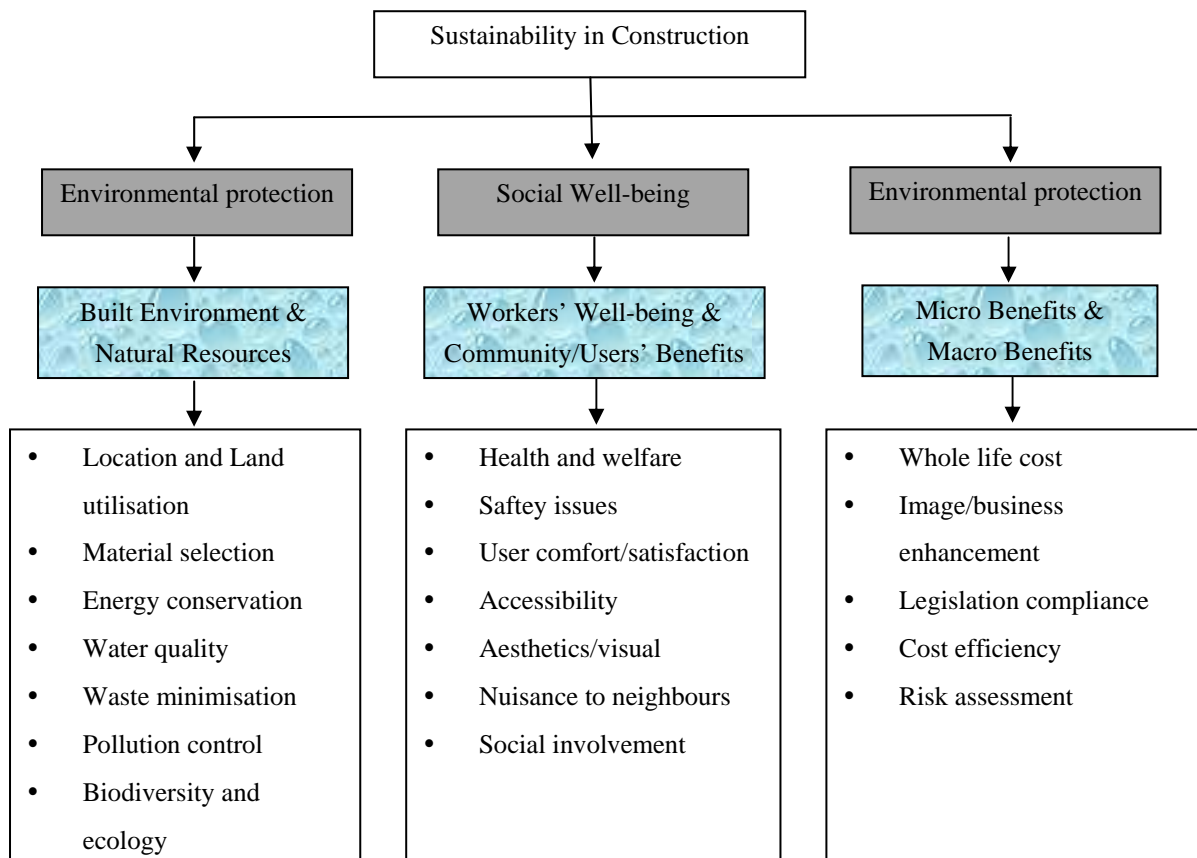 Sustainability in Construction
Environmental protection
Social Well-being
Environmental protection
Built Environment &
Natural Resources
Workers’ Well-being &
Community/Users’ Benefits
Micro Benefits &
Macro Benefits
• Location and Land
utilisation
• Material selection
• Energy conservation
• Water quality
• Waste minimisation
• Pollution control
• Biodiversity and
ecology
• Health and welfare
• Saftey issues
• User comfort/satisfaction
• Accessibility
• Aesthetics/visual
• Nuisance to neighbours
• Social involvement
• Whole life cost
• Image/business
enhancement
• Legislation compliance
• Cost efficiency
• Risk assessment